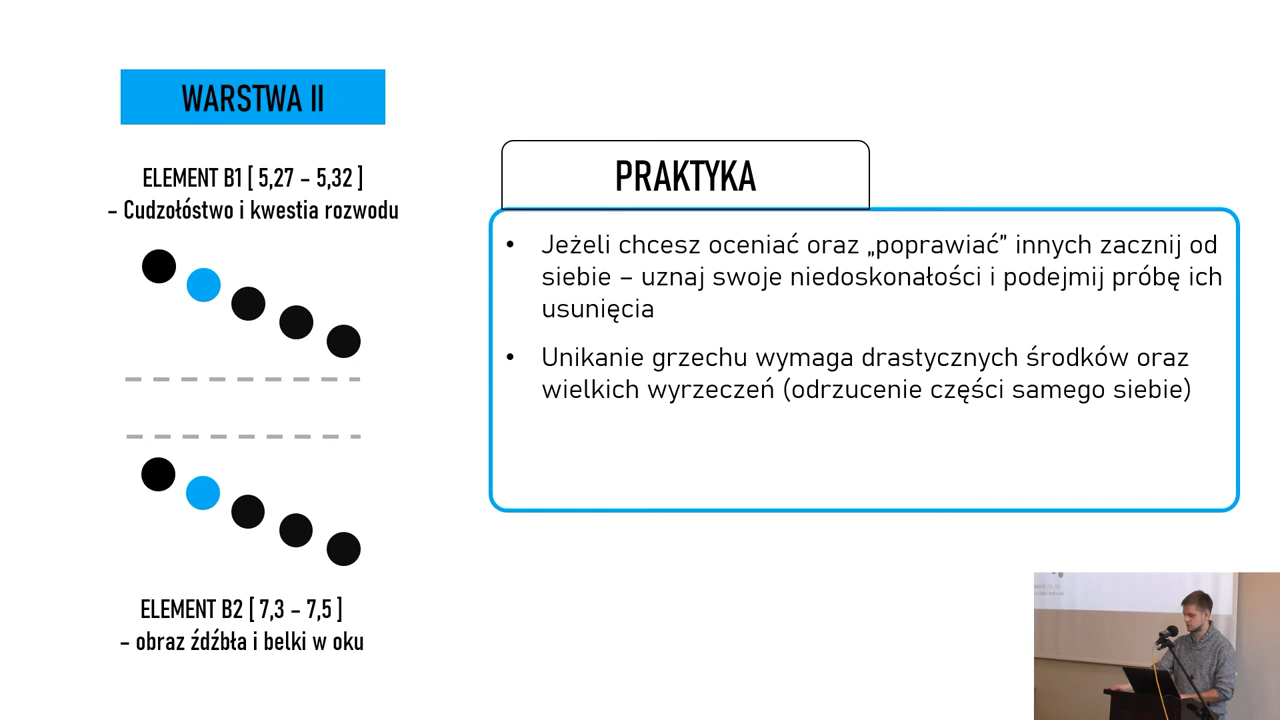 WARSTWA II
ELEMENT B1 [ 5,27 – 5,32 ]
– Cudzołóstwo i kwestia rozwodu
PRAKTYKA
• Jeżeli chcesz oceniać oraz „poprawiać” innych zacznij od
siebie – uznaj swoje niedoskonałości i podejmij próbę ich
usunięcia
• Unikanie grzechu wymaga drastycznych środków oraz
wielkich wyrzeczeń (odrzucenie części samego siebie)
ELEMENT B2 [ 7,3 – 7,5 ]
– obraz źdźbła i belki w oku